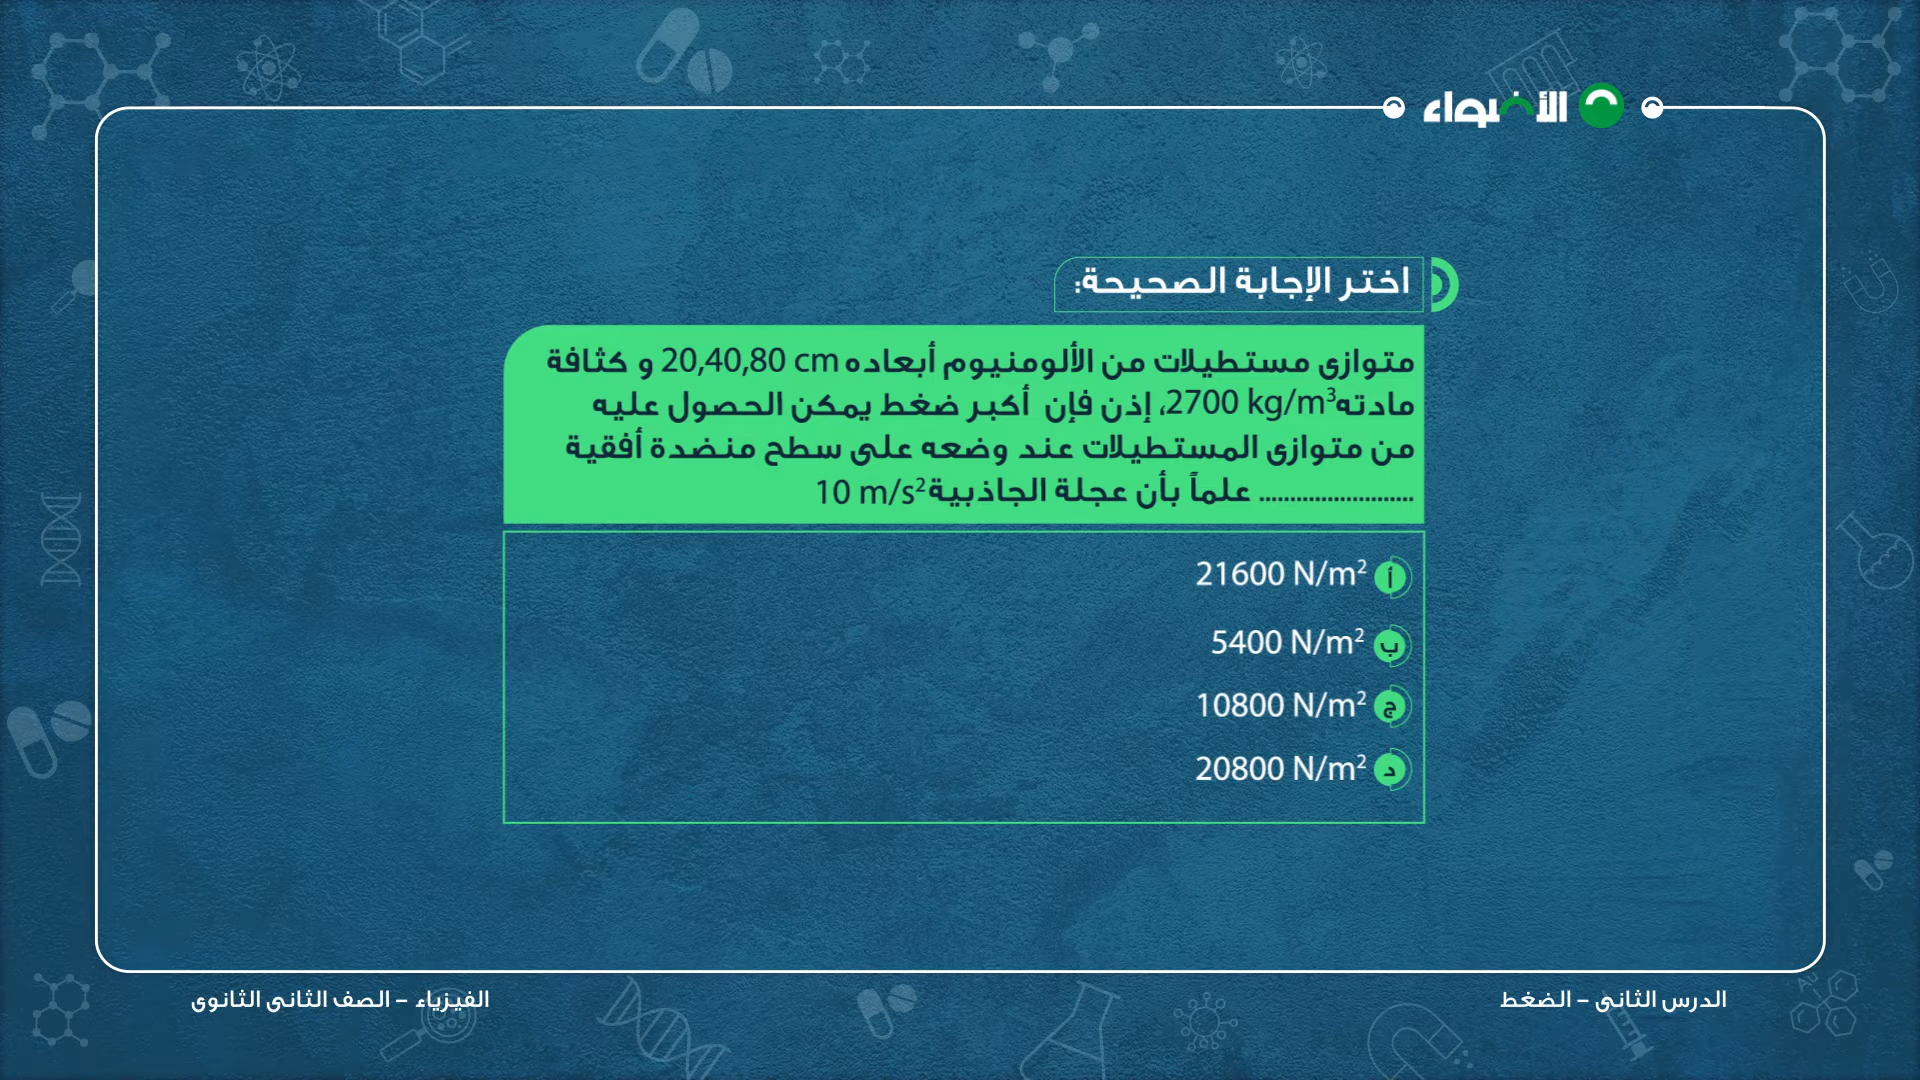 الأضواء
اختر الإجابة الصحيحة:
متوازى مستطيلات من الألومنيوم أبعاده 20,40,80 cm و كثافة
مادته 2700 kg/m³، إذن فإن أكبر ضغط يمكن الحصول عليه
من متوازى المستطيلات عند وضعه على سطح منضدة أفقية
......................... علماً بأن عجلة الجاذبية 10 m/s²
أ 21600 N/m²
ب 5400 N/m²
ج 10800 N/m²
د 20800 N/m²
الدرس الثانى - الضغط
الفيزياء - الصف الثانى الثانوى